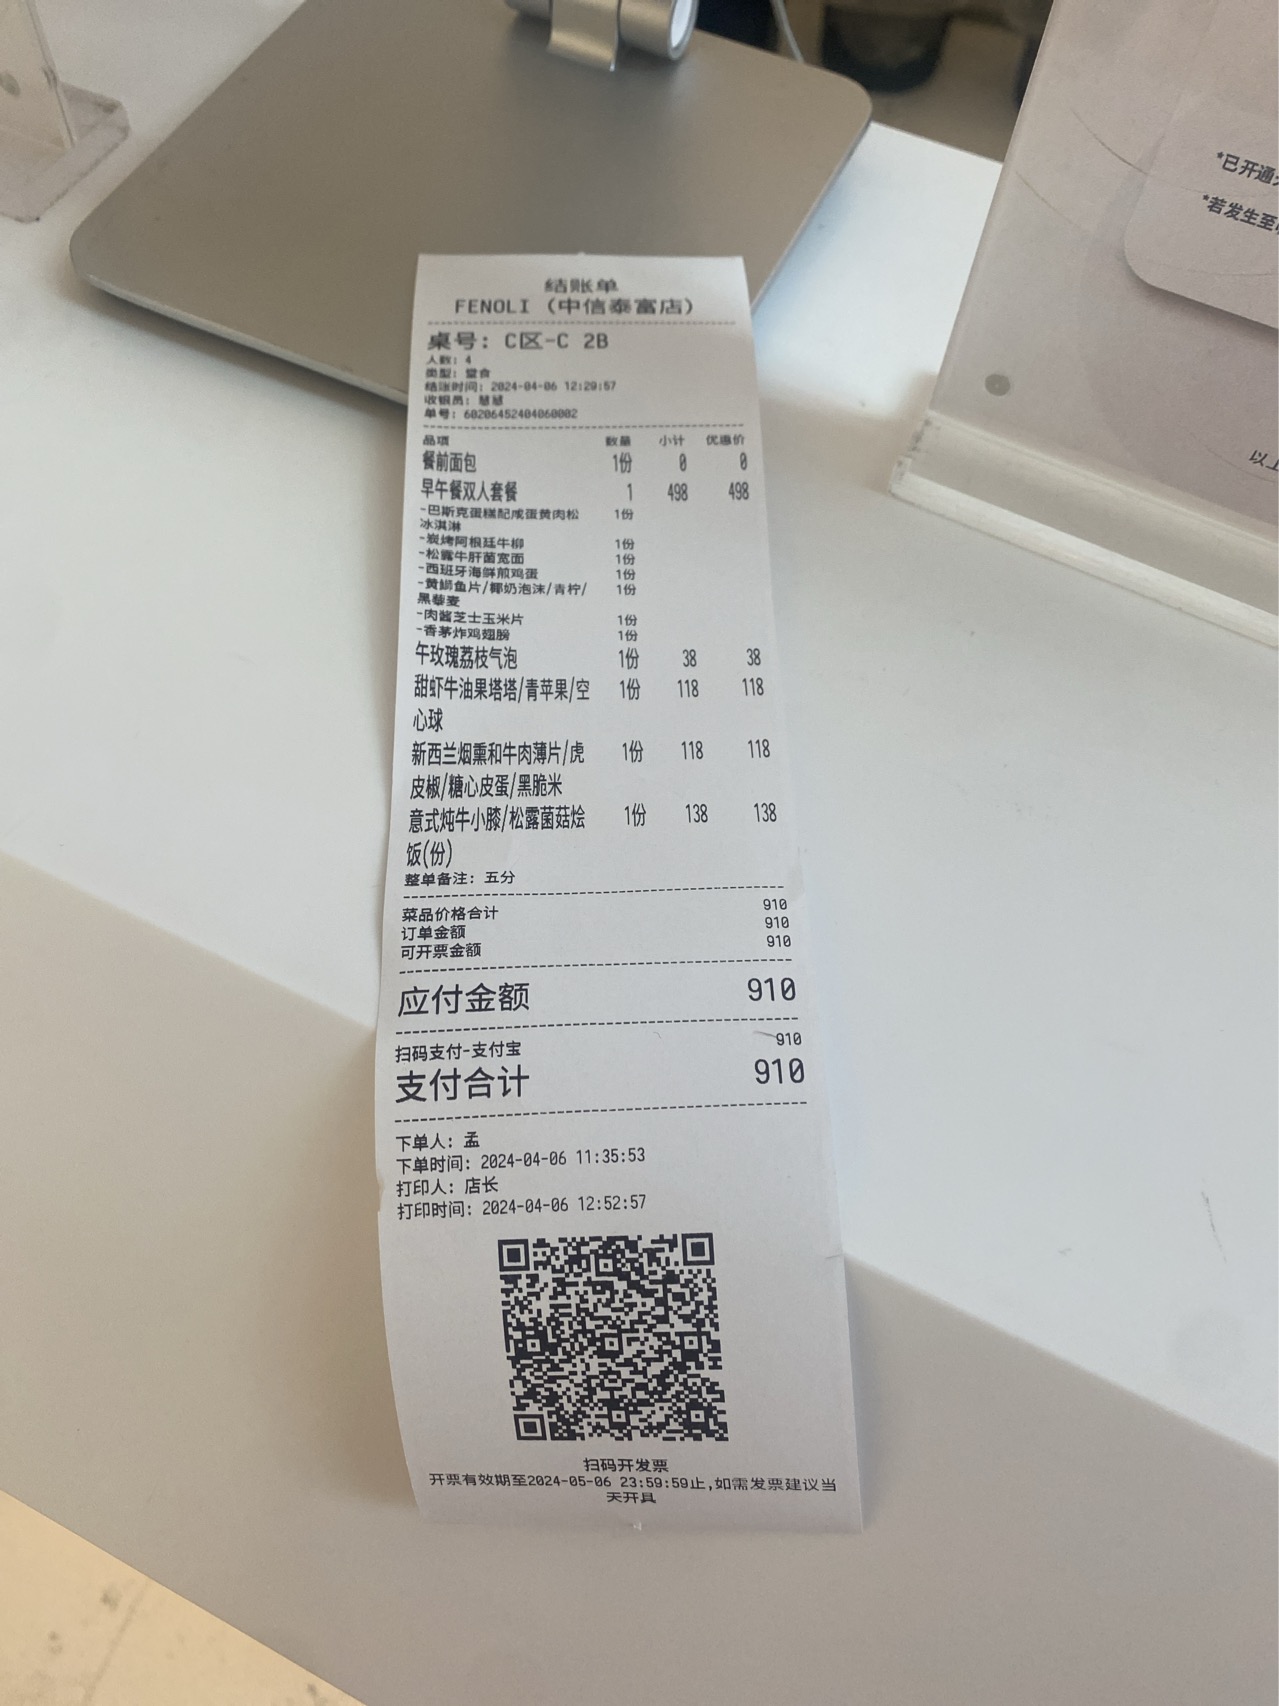 *已开通
*若发生至
以上
结账单
FENOLI (中信泰富店)
桌号: C区-C 2B
人数: 4
类型: 堂食
结账时间: 2024-04-06 12:29:57
收银员: 慧慧
单号: 60206452404060002
品项 数量 小计 优惠价
餐前面包 1份 0 0
早午餐双人套餐 1 498 498
-巴斯克蛋糕配咸蛋黄肉松 1份
冰淇淋
-炭烤阿根廷牛柳 1份
-松露牛肝菌宽面 1份
-西班牙海鲜煎鸡蛋 1份
-黄鰤鱼片/椰奶泡沫/青柠/ 1份
黑藜麦
-肉酱芝士玉米片 1份
-香茅炸鸡翅膀 1份
午玫瑰荔枝气泡 1份 38 38
甜虾牛油果塔塔/青苹果/空 1份 118 118
心球
新西兰烟熏和牛肉薄片/虎 1份 118 118
皮椒/糖心皮蛋/黑脆米
意式炖牛小膝/松露菌菇烩 1份 138 138
饭(份)
整单备注: 五分
菜品价格合计 910
订单金额 910
可开票金额 910
应付金额 910
扫码支付-支付宝 910
支付合计 910
下单人: 孟
下单时间: 2024-04-06 11:35:53
打印人: 店长
打印时间: 2024-04-06 12:52:57
扫码开发票
开票有效期至2024-05-06 23:59:59止,如需发票建议当
天开具